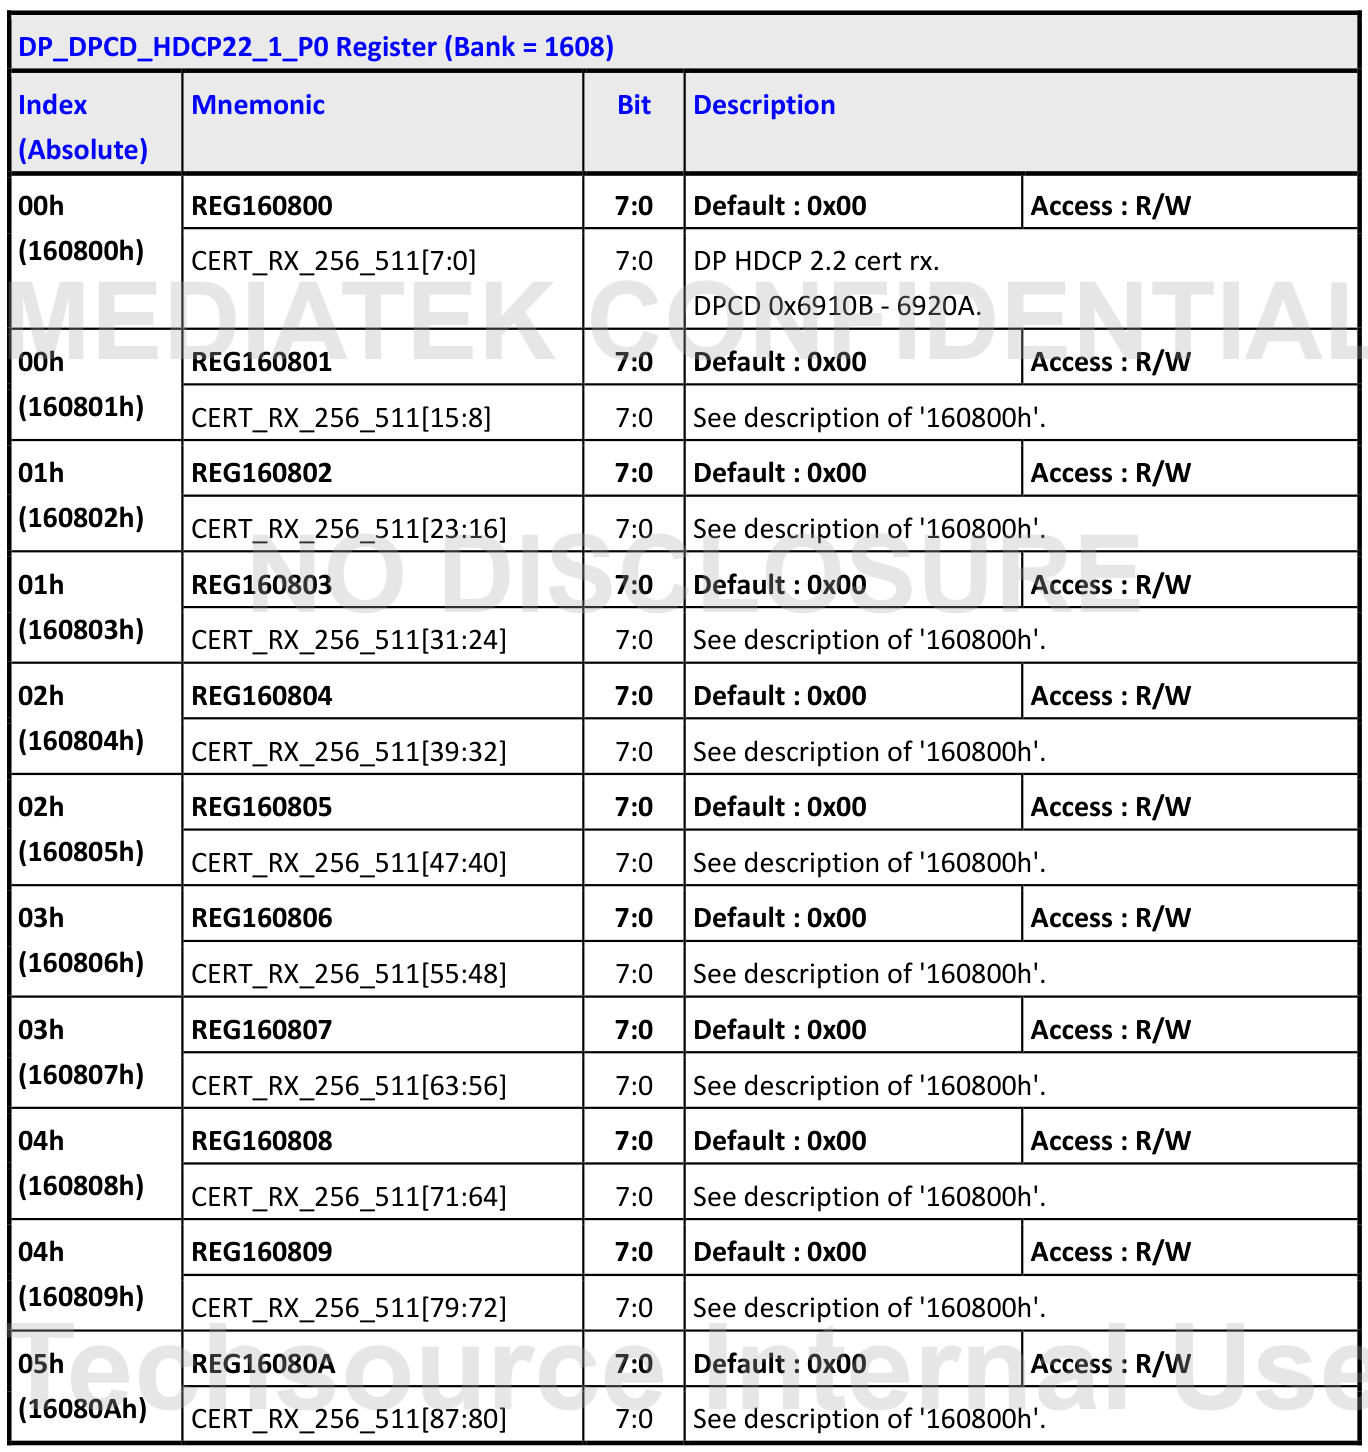 DP_DPCD_HDCP22_1_P0 Register (Bank = 1608)
Index (Absolute) Mnemonic Bit Description
00h (160800h) REG160800 7:0 Default : 0x00 Access : R/W
CERT_RX_256_511[7:0] 7:0 DP HDCP 2.2 cert rx.
DPCD 0x6910B - 6920A.
MEDIATEK CONFIDENTIAL
00h (160801h) REG160801 7:0 Default : 0x00 Access : R/W
CERT_RX_256_511[15:8] 7:0 See description of '160800h'.
01h (160802h) REG160802 7:0 Default : 0x00 Access : R/W
CERT_RX_256_511[23:16] 7:0 See description of '160800h'.
NO DISCLOSURE
01h (160803h) REG160803 7:0 Default : 0x00 Access : R/W
CERT_RX_256_511[31:24] 7:0 See description of '160800h'.
02h (160804h) REG160804 7:0 Default : 0x00 Access : R/W
CERT_RX_256_511[39:32] 7:0 See description of '160800h'.
02h (160805h) REG160805 7:0 Default : 0x00 Access : R/W
CERT_RX_256_511[47:40] 7:0 See description of '160800h'.
03h (160806h) REG160806 7:0 Default : 0x00 Access : R/W
CERT_RX_256_511[55:48] 7:0 See description of '160800h'.
03h (160807h) REG160807 7:0 Default : 0x00 Access : R/W
CERT_RX_256_511[63:56] 7:0 See description of '160800h'.
04h (160808h) REG160808 7:0 Default : 0x00 Access : R/W
CERT_RX_256_511[71:64] 7:0 See description of '160800h'.
04h (160809h) REG160809 7:0 Default : 0x00 Access : R/W
CERT_RX_256_511[79:72] 7:0 See description of '160800h'.
Techsource Internal Use
05h (16080Ah) REG16080A 7:0 Default : 0x00 Access : R/W
CERT_RX_256_511[87:80] 7:0 See description of '160800h'.